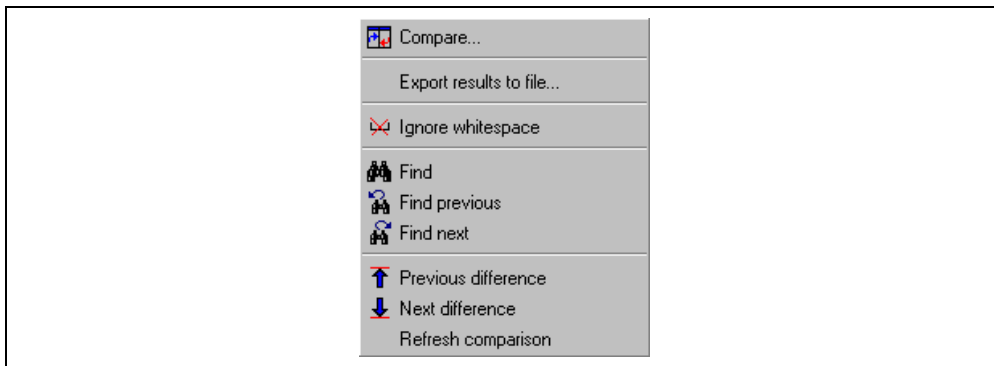 Compare...
Export results to file...
Ignore whitespace
Find
Find previous
Find next
Previous difference
Next difference
Refresh comparison